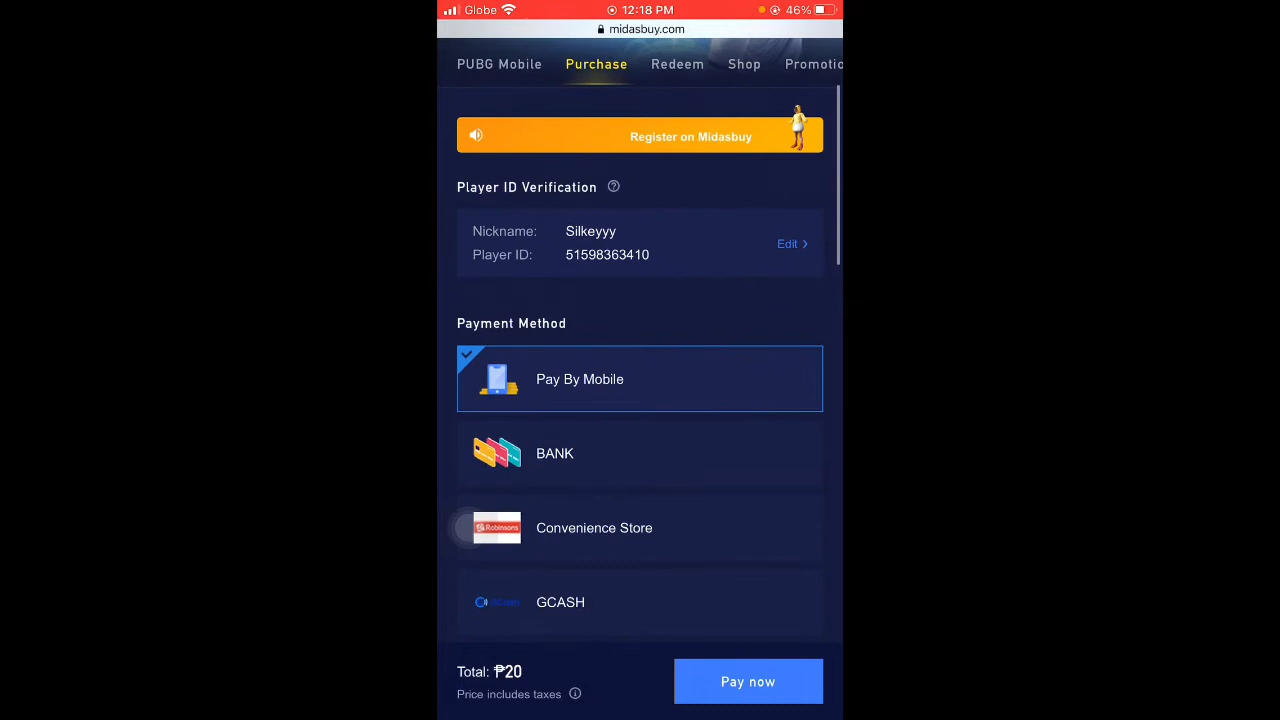 Globe 12:18 PM 46%
midasbuy.com
PUBG Mobile Purchase Redeem Shop Promotio
Register on Midasbuy
Player ID Verification
Nickname: Silkeyyy
Edit
Player ID: 51598363410
Payment Method
Pay By Mobile
BANK
Robinsons
Convenience Store
GCash
GCASH
Total: ₱20
Pay now
Price includes taxes